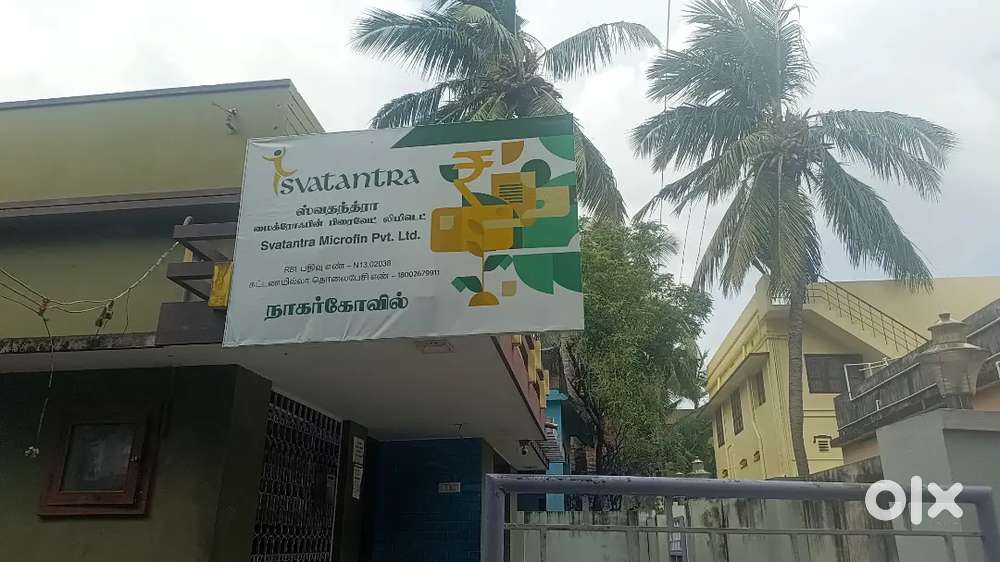 SVATANTRA
ஸ்வதந்த்ரா
மைக்ரோஃபின் பிரைவேட் லிமிடெட்
Svatantra Microfin Pvt. Ltd.
RBI பதிவு எண் – N13.02038
கட்டணமில்லா தொலைபேசி எண் – 18002679911
நாகர்கோவில்
olx